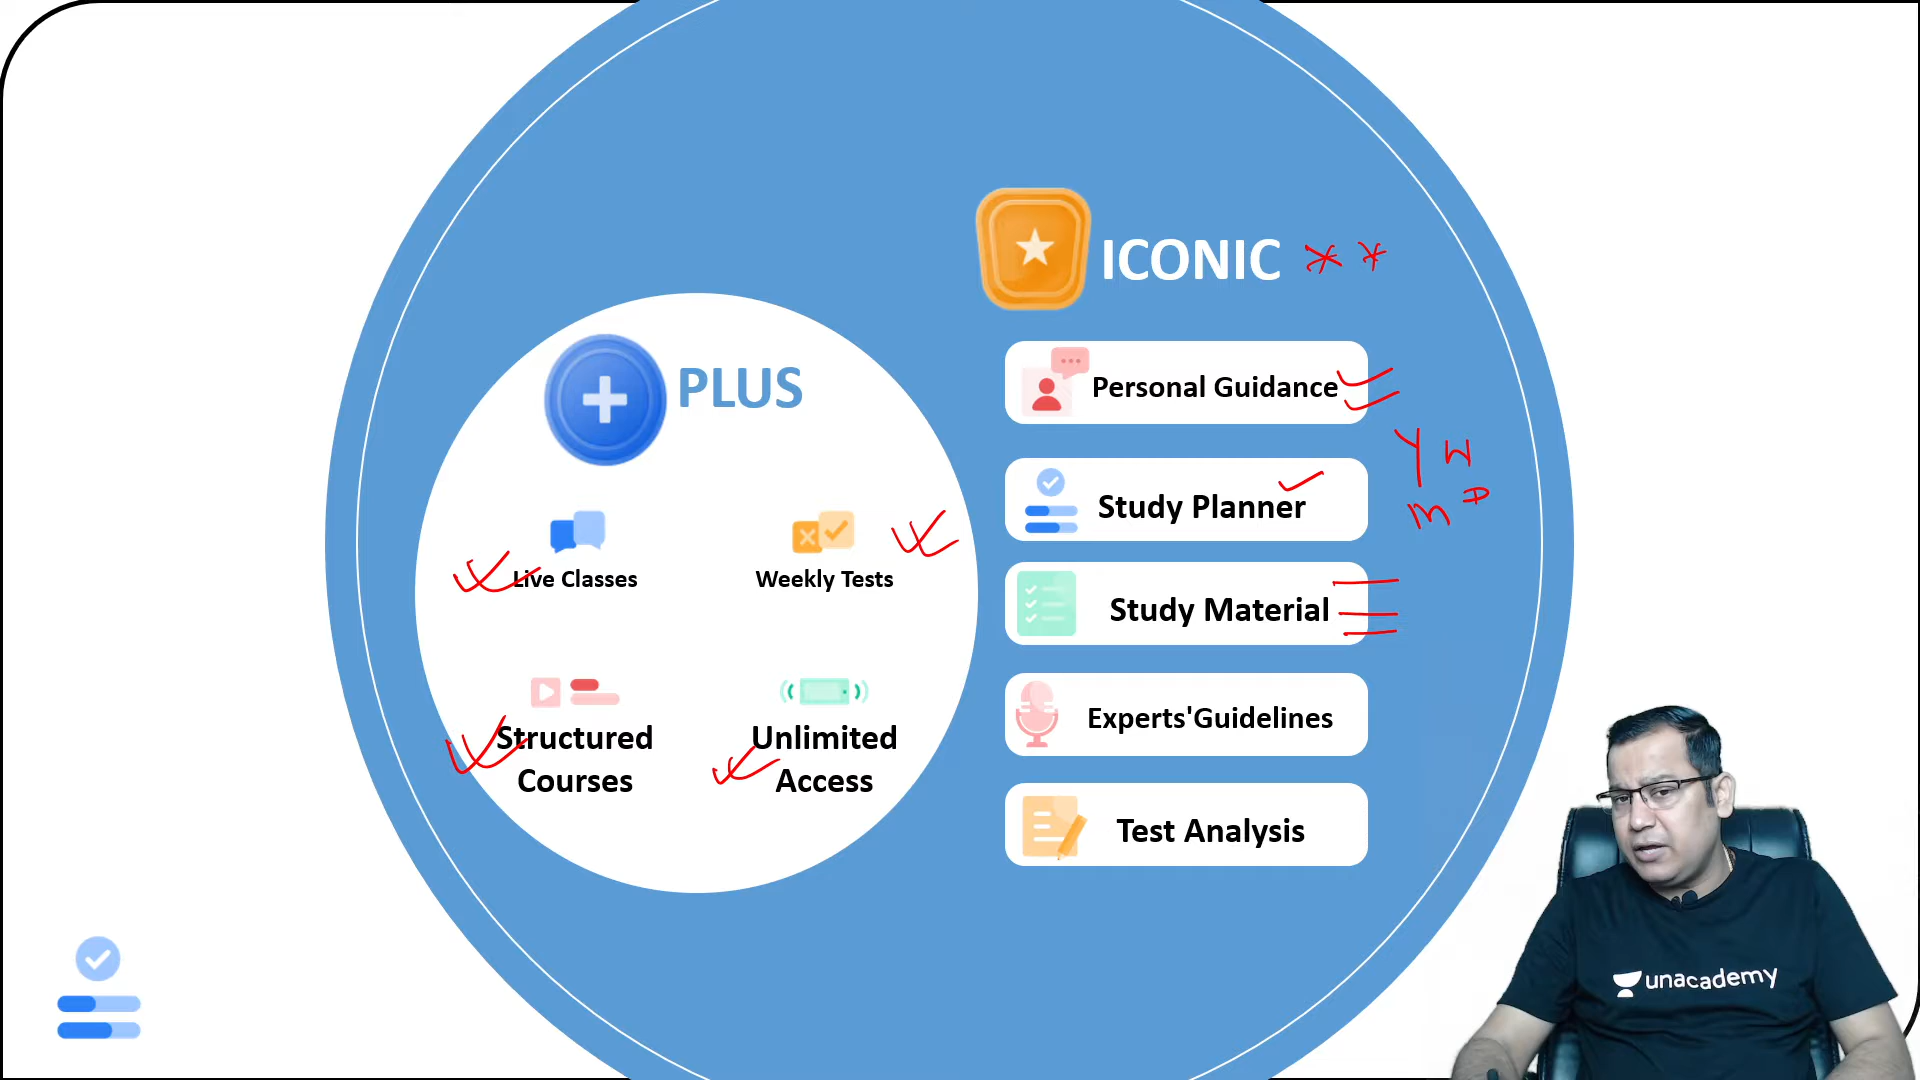 ICONIC * *
PLUS
Personal Guidance
Y W
M D
Study Planner
Live Classes
Weekly Tests
Study Material
Structured
Courses
Unlimited
Access
Experts'Guidelines
Test Analysis
unacademy